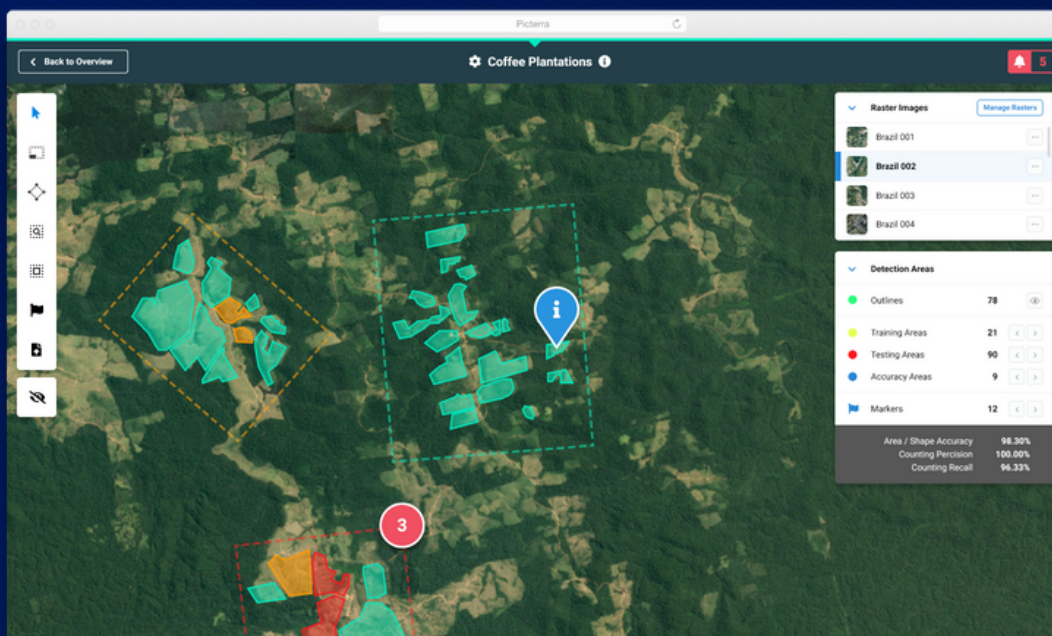 Picterra
Back to Overview
Coffee Plantations
5
Raster Images
Manage Rasters
Brazil 001
Brazil 002
Brazil 003
Brazil 004
Detection Areas
Outlines 78
Training Areas 21
Testing Areas 90
Accuracy Areas 9
Markers 12
Area / Shape Accuracy 98.30%
Counting Percision 100.00%
Counting Recall 96.33%
3